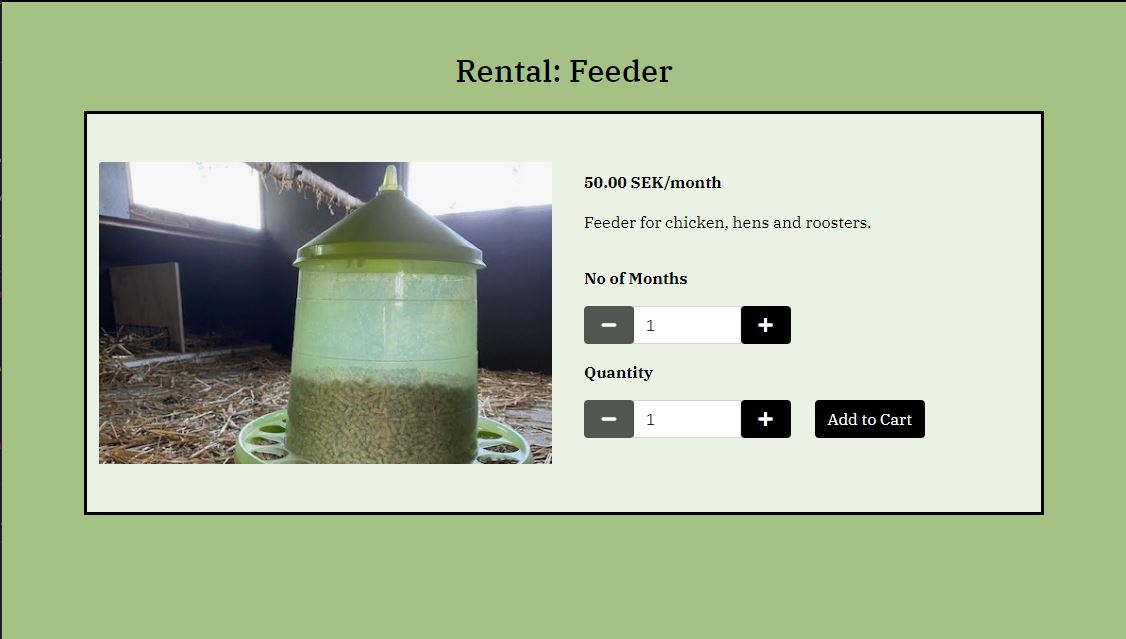 Rental: Feeder
50.00 SEK/month
Feeder for chicken, hens and roosters.
No of Months
1
Quantity
1
Add to Cart